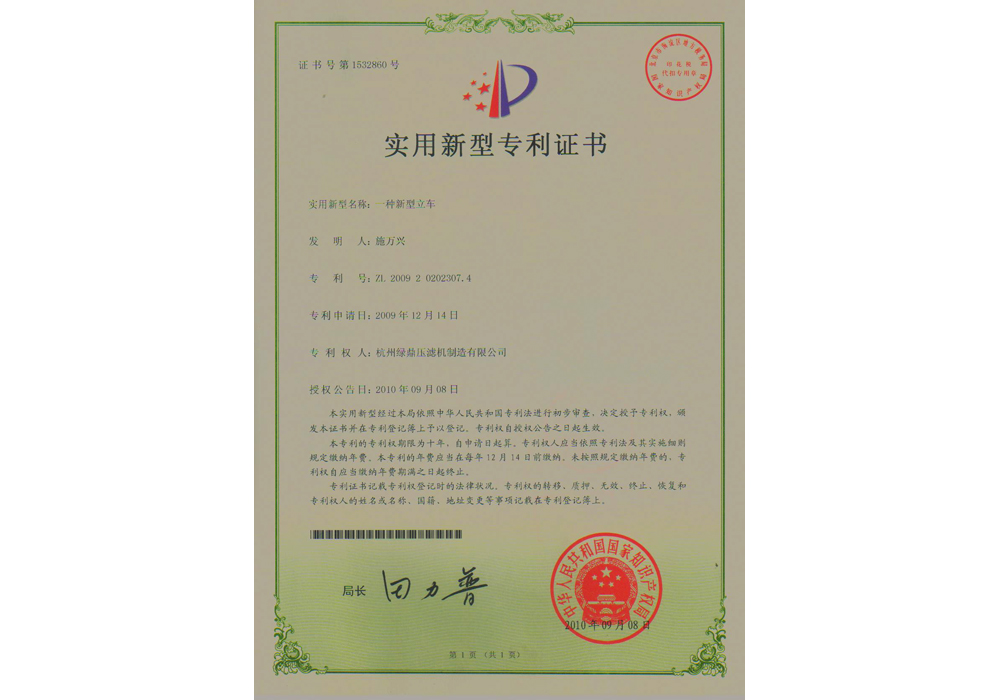 证书号第1532860号
印花税
代扣专用章
实用新型专利证书
实用新型名称：一种新型立车
发明人：施万兴
专利号：ZL 2009 2 0202307.4
专利申请日：2009年12月14日
专利权人：杭州绿鼎压滤机制造有限公司
授权公告日：2010年09月08日
本实用新型经过本局依照中华人民共和国专利法进行初步审查，决定授予专利权，颁
发本证书并在专利登记簿上予以登记。专利权自授权公告之日起生效。
本专利的专利权期限为十年，自申请日起算。专利权人应当依照专利法及其实施细则
规定缴纳年费。本专利的年费应当在每年12月14日前缴纳。未按照规定缴纳年费的，专
利权自应当缴纳年费期满之日起终止。
专利证书记载专利权登记时的法律状况。专利权的转移、质押、无效、终止、恢复和
专利权人的姓名或名称、国籍、地址变更等事项记载在专利登记簿上。
局长 田力普
中华人民共和国国家知识产权局
2010年09月08日
第1页（共1页）